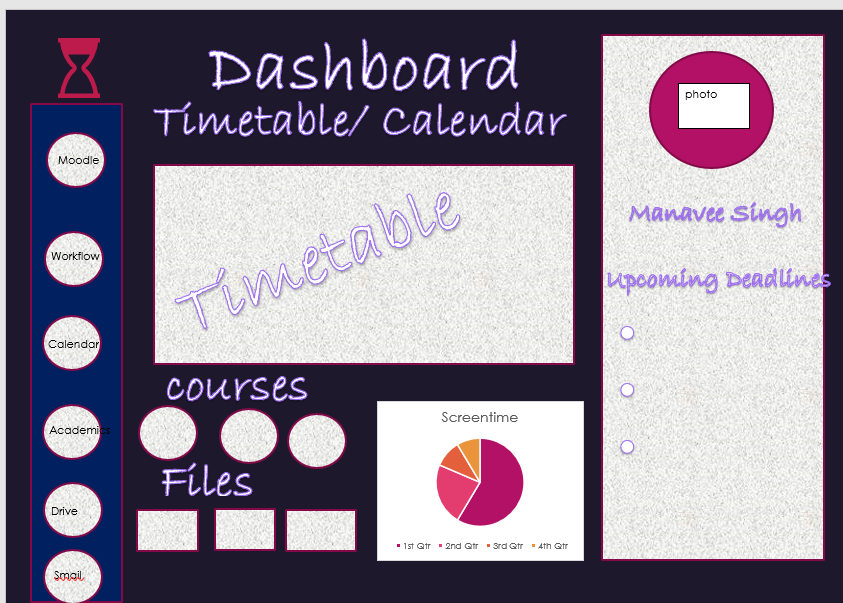 Dashboard
Timetable/ Calendar
Moodle
Workflow
Calendar
Academics
Drive
Smail
Timetable
courses
Files
Screentime
1st Qtr 2nd Qtr 3rd Qtr 4th Qtr
photo
Manavee Singh
Upcoming Deadlines